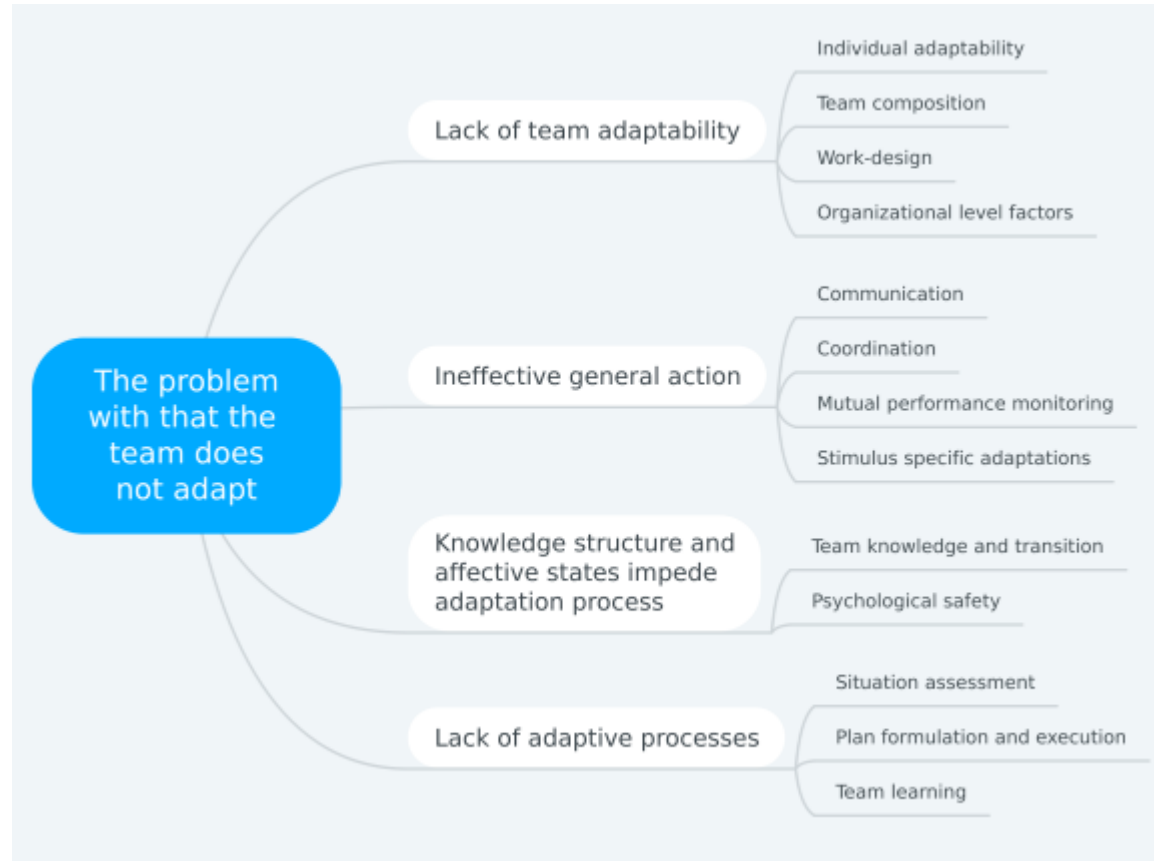 The problem
with that the
team does
not adapt
Lack of team adaptability
Individual adaptability
Team composition
Work-design
Organizational level factors
Ineffective general action
Communication
Coordination
Mutual performance monitoring
Stimulus specific adaptations
Knowledge structure and
affective states impede
adaptation process
Team knowledge and transition
Psychological safety
Lack of adaptive processes
Situation assessment
Plan formulation and execution
Team learning